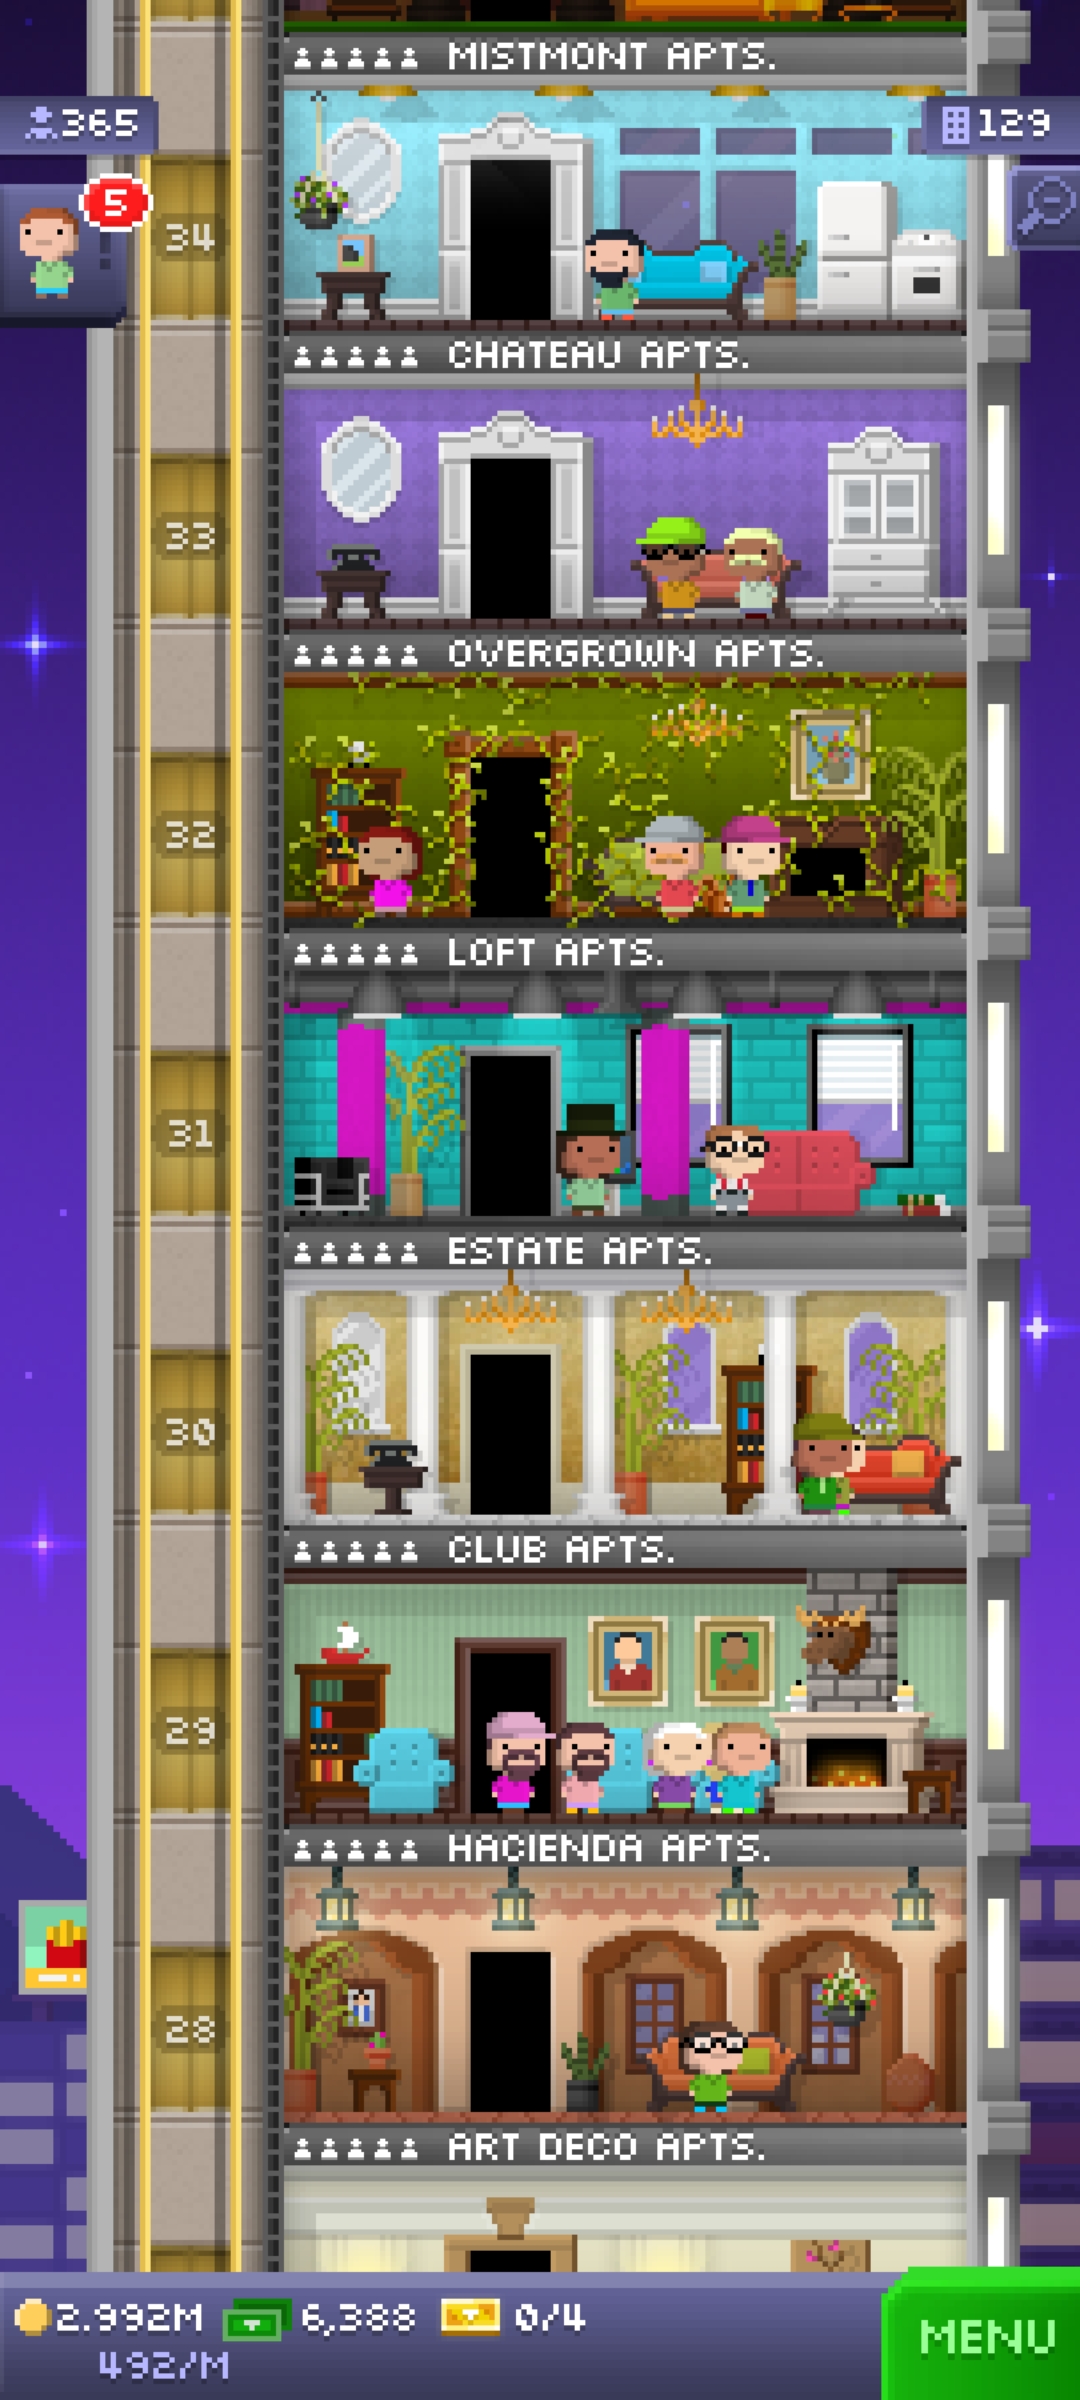 MISTMONT APTS.
365
129
5
34
CHATEAU APTS.
33
OVERGROWN APTS.
32
LOFT APTS.
31
ESTATE APTS.
30
CLUB APTS.
29
HACIENDA APTS.
28
ART DECO APTS.
2.992M 6,388 0/4
492/M
MENU